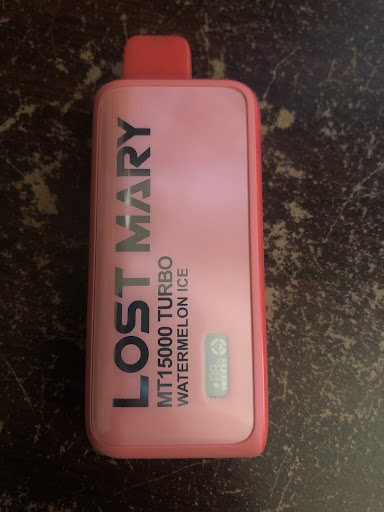 LOST MARY
MT15000 TURBO
WATERMELON ICE